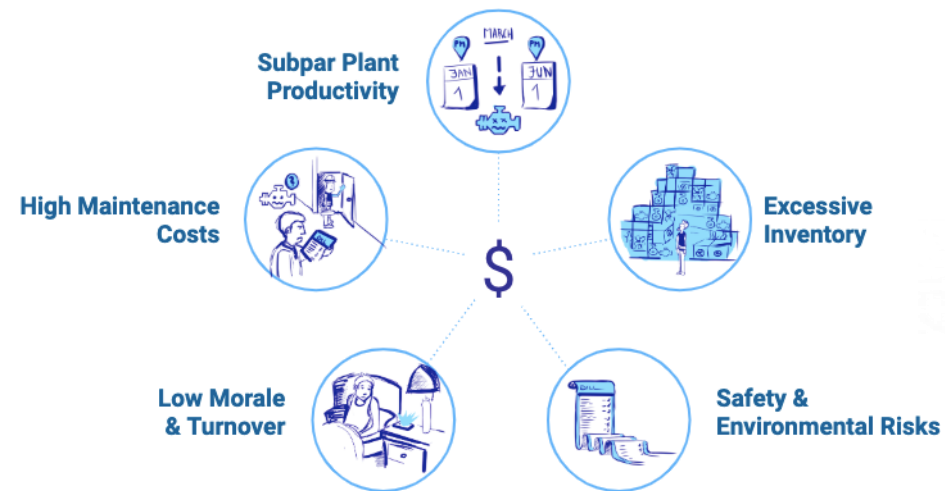 Subpar Plant
Productivity
MARCH
PM
PM
JAN
1
JUN
1
High Maintenance
Costs
Excessive
Inventory
$
Low Morale
& Turnover
Safety &
Environmental Risks